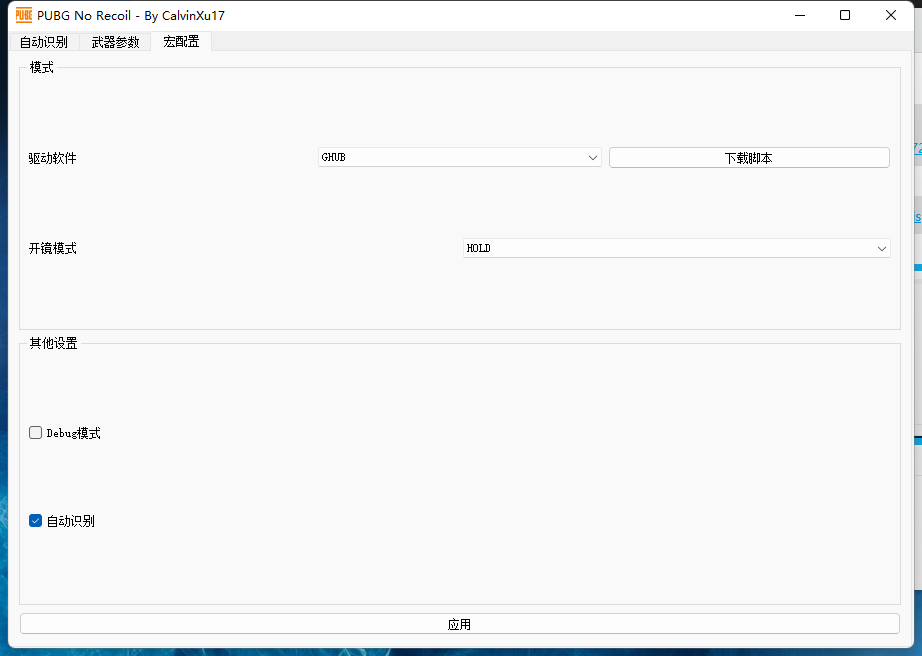 PUBG PUBG No Recoil - By CalvinXu17
自动识别 武器参数 宏配置
模式
驱动软件 GHUB 下载脚本
开镜模式 HOLD
其他设置
Debug模式
自动识别
应用